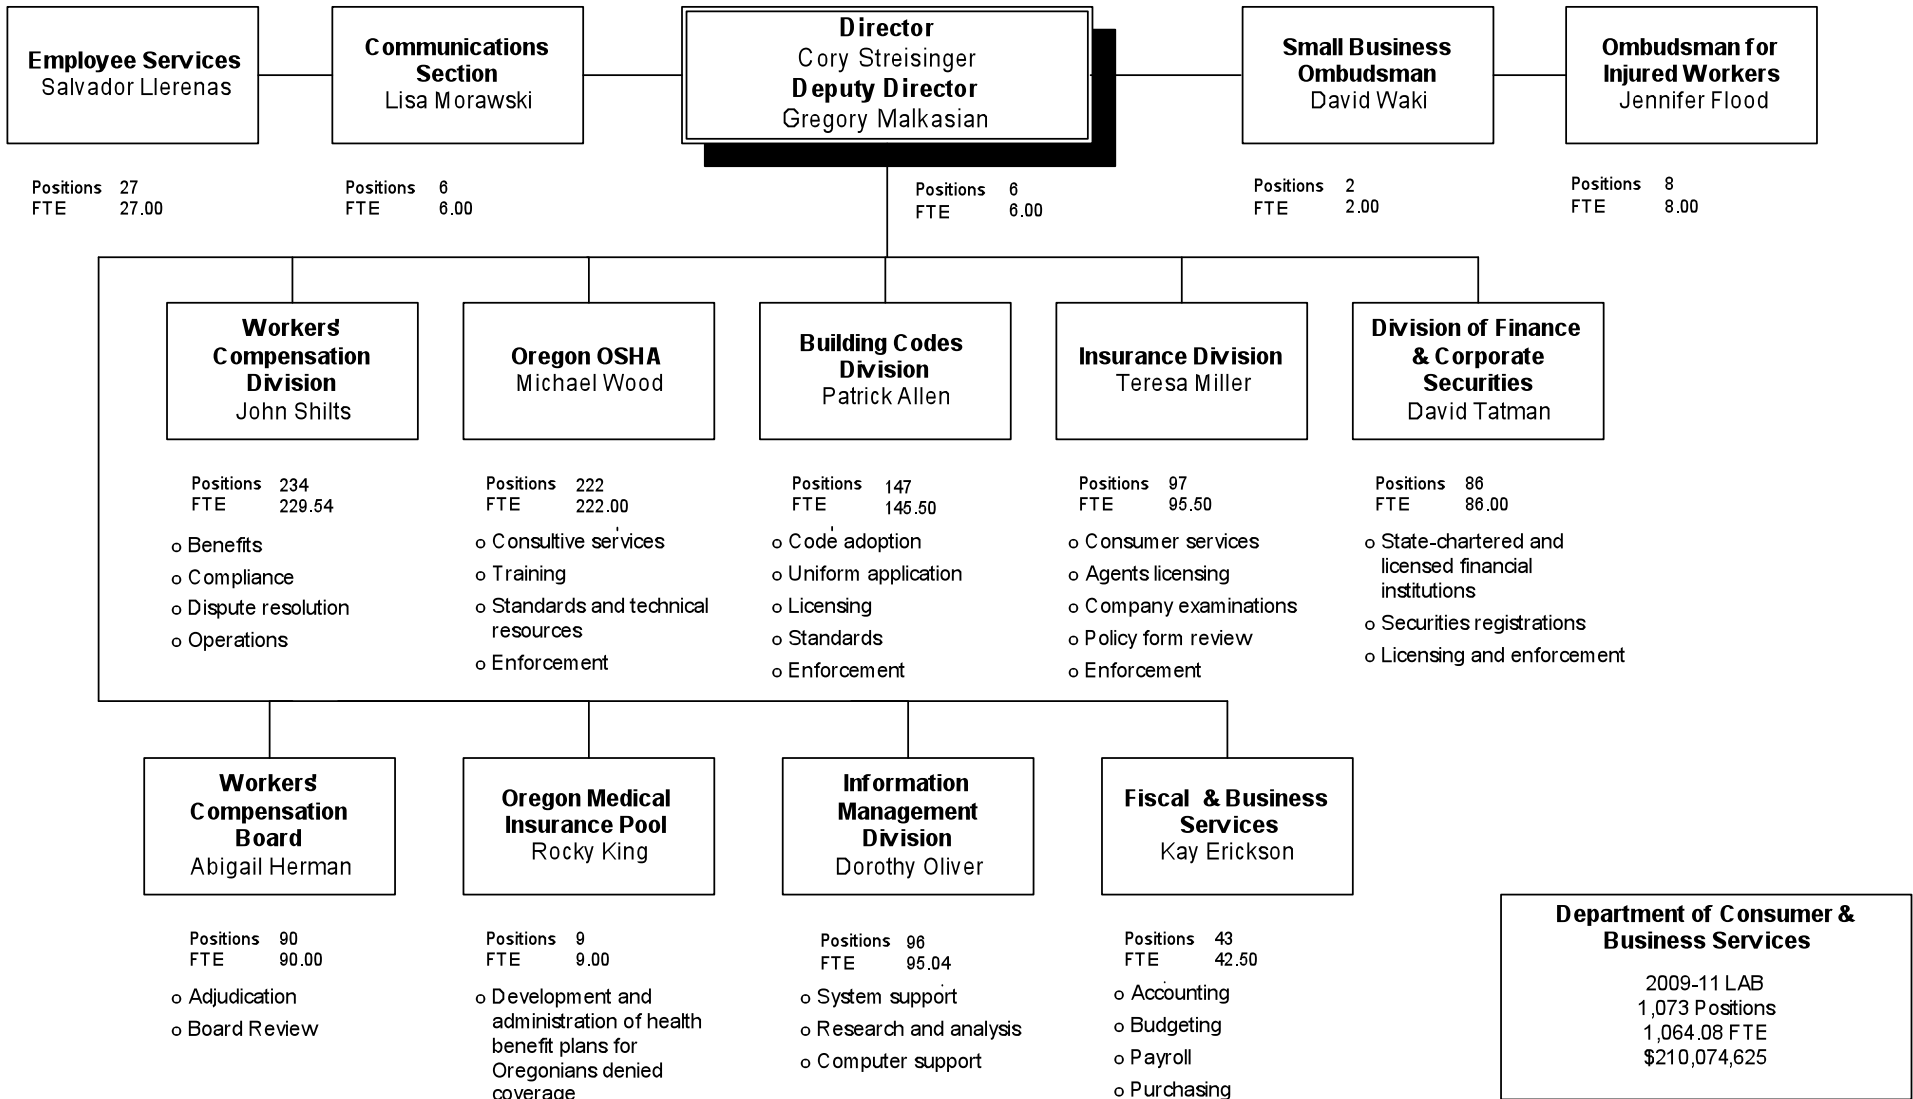 Employee Services
Salvador Llerenas
Communications
Section
Lisa Morawski
Director
Cory Streisinger
Deputy Director
Gregory Malkasian
Small Business
Ombudsman
David Waki
Ombudsman for
Injured Workers
Jennifer Flood
Positions 27
FTE 27.00
Positions 6
FTE 6.00
Positions 6
FTE 6.00
Positions 2
FTE 2.00
Positions 8
FTE 8.00
Workers'
Compensation
Division
John Shilts
Oregon OSHA
Michael Wood
Building Codes
Division
Patrick Allen
Insurance Division
Teresa Miller
Division of Finance
& Corporate
Securities
David Tatman
Positions 234
FTE 229.54
o Benefits
o Compliance
o Dispute resolution
o Operations
Positions 222
FTE 222.00
o Consultive services
o Training
o Standards and technical
resources
o Enforcement
Positions 147
FTE 145.50
o Code adoption
o Uniform application
o Licensing
o Standards
o Enforcement
Positions 97
FTE 95.50
o Consumer services
o Agents licensing
o Company examinations
o Policy form review
o Enforcement
Positions 86
FTE 86.00
o State-chartered and
licensed financial
institutions
o Securities registrations
o Licensing and enforcement
Workers'
Compensation
Board
Abigail Herman
Oregon Medical
Insurance Pool
Rocky King
Information
Management
Division
Dorothy Oliver
Fiscal & Business
Services
Kay Erickson
Positions 90
FTE 90.00
o Adjudication
o Board Review
Positions 9
FTE 9.00
o Development and
administration of health
benefit plans for
Oregonians denied
coverage
Positions 96
FTE 95.04
o System support
o Research and analysis
o Computer support
Positions 43
FTE 42.50
o Accounting
o Budgeting
o Payroll
o Purchasing
Department of Consumer &
Business Services
2009-11 LAB
1,073 Positions
1,064.08 FTE
$210,074,625